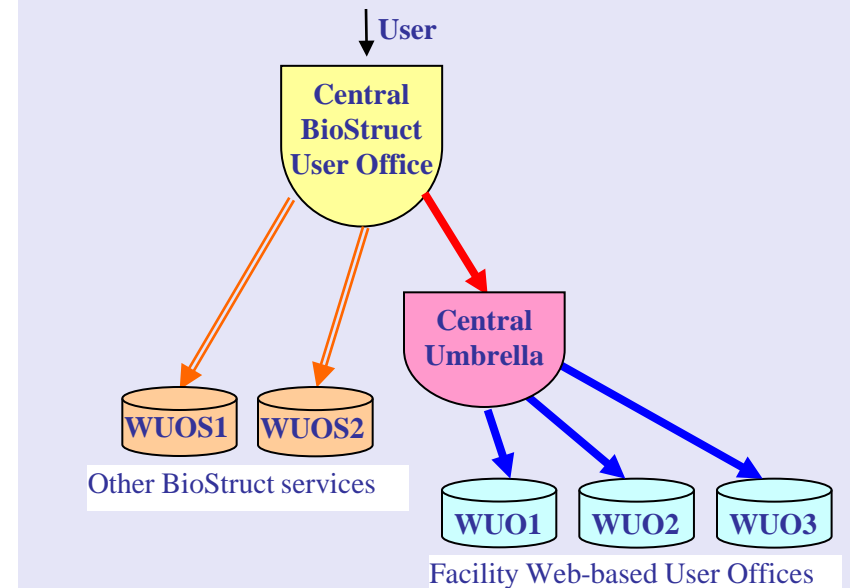 User
Central
BioStruct
User Office
Central
Umbrella
WUOS1
WUOS2
Other BioStruct services
WUO1
WUO2
WUO3
Facility Web-based User Offices